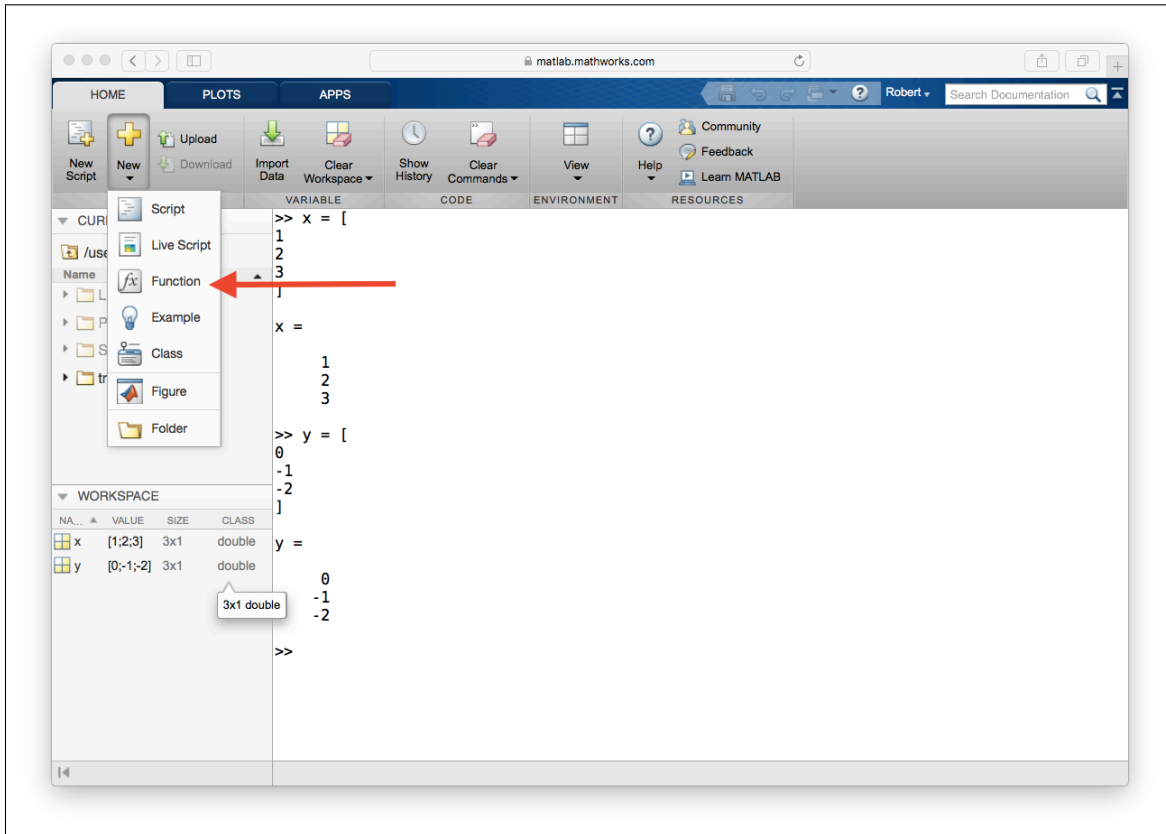 matlab.mathworks.com
HOME PLOTS APPS
Robert
Search Documentation
New Script
New
Upload
Download
Import Data
Clear Workspace
Show History
Clear Commands
View
Help
Community
Feedback
Learn MATLAB
VARIABLE CODE ENVIRONMENT RESOURCES
Script
Live Script
Function
Example
Class
Figure
Folder
CURR
/use
Name
L
P
S
tr
>> x = [
1
2
3
]
x =
1
2
3
>> y = [
0
-1
-2
]
y =
0
-1
-2
>>
WORKSPACE
NA... VALUE SIZE CLASS
x [1;2;3] 3x1 double
y [0;-1;-2] 3x1 double
3x1 double